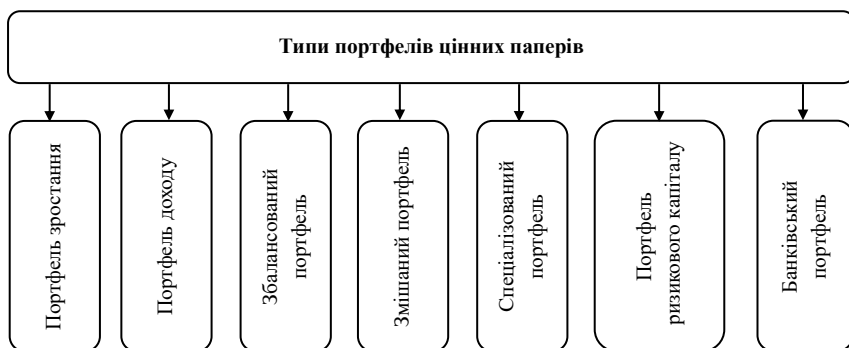 Типи портфелів цінних паперів
Портфель зростання
Портфель доходу
Збалансований
портфель
Змішаний портфель
Спеціалізований
портфель
Портфель
ризикового капіталу
Банківський
портфель